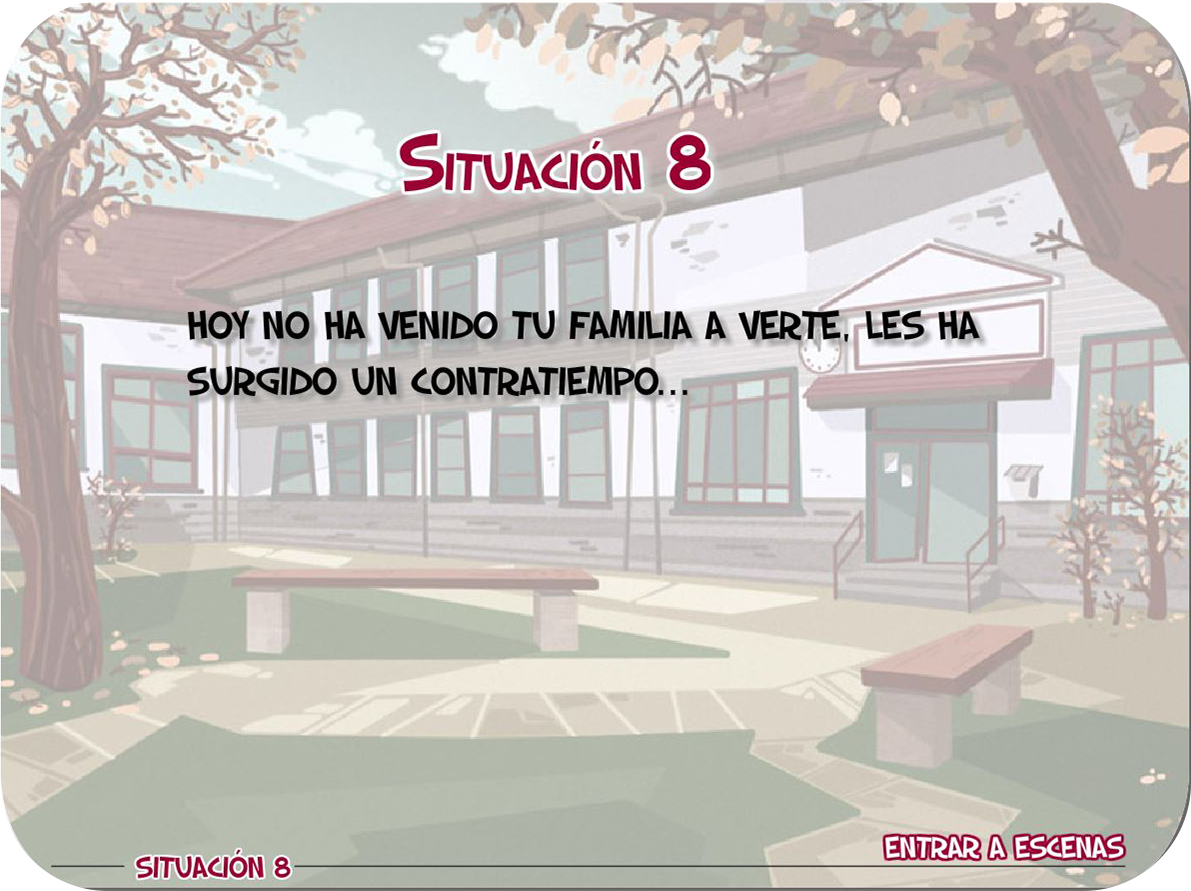 Situación 8
HOY NO HA VENIDO TU FAMILIA A VERTE, LES HA
SURGIDO UN CONTRATIEMPO...
SITUACIÓN 8
ENTRAR A ESCENAS